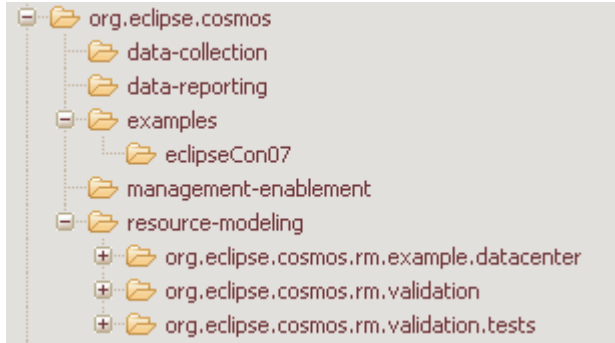 org.eclipse.cosmos
data-collection
data-reporting
examples
eclipseCon07
management-enablement
resource-modeling
org.eclipse.cosmos.rm.example.datacenter
org.eclipse.cosmos.rm.validation
org.eclipse.cosmos.rm.validation.tests